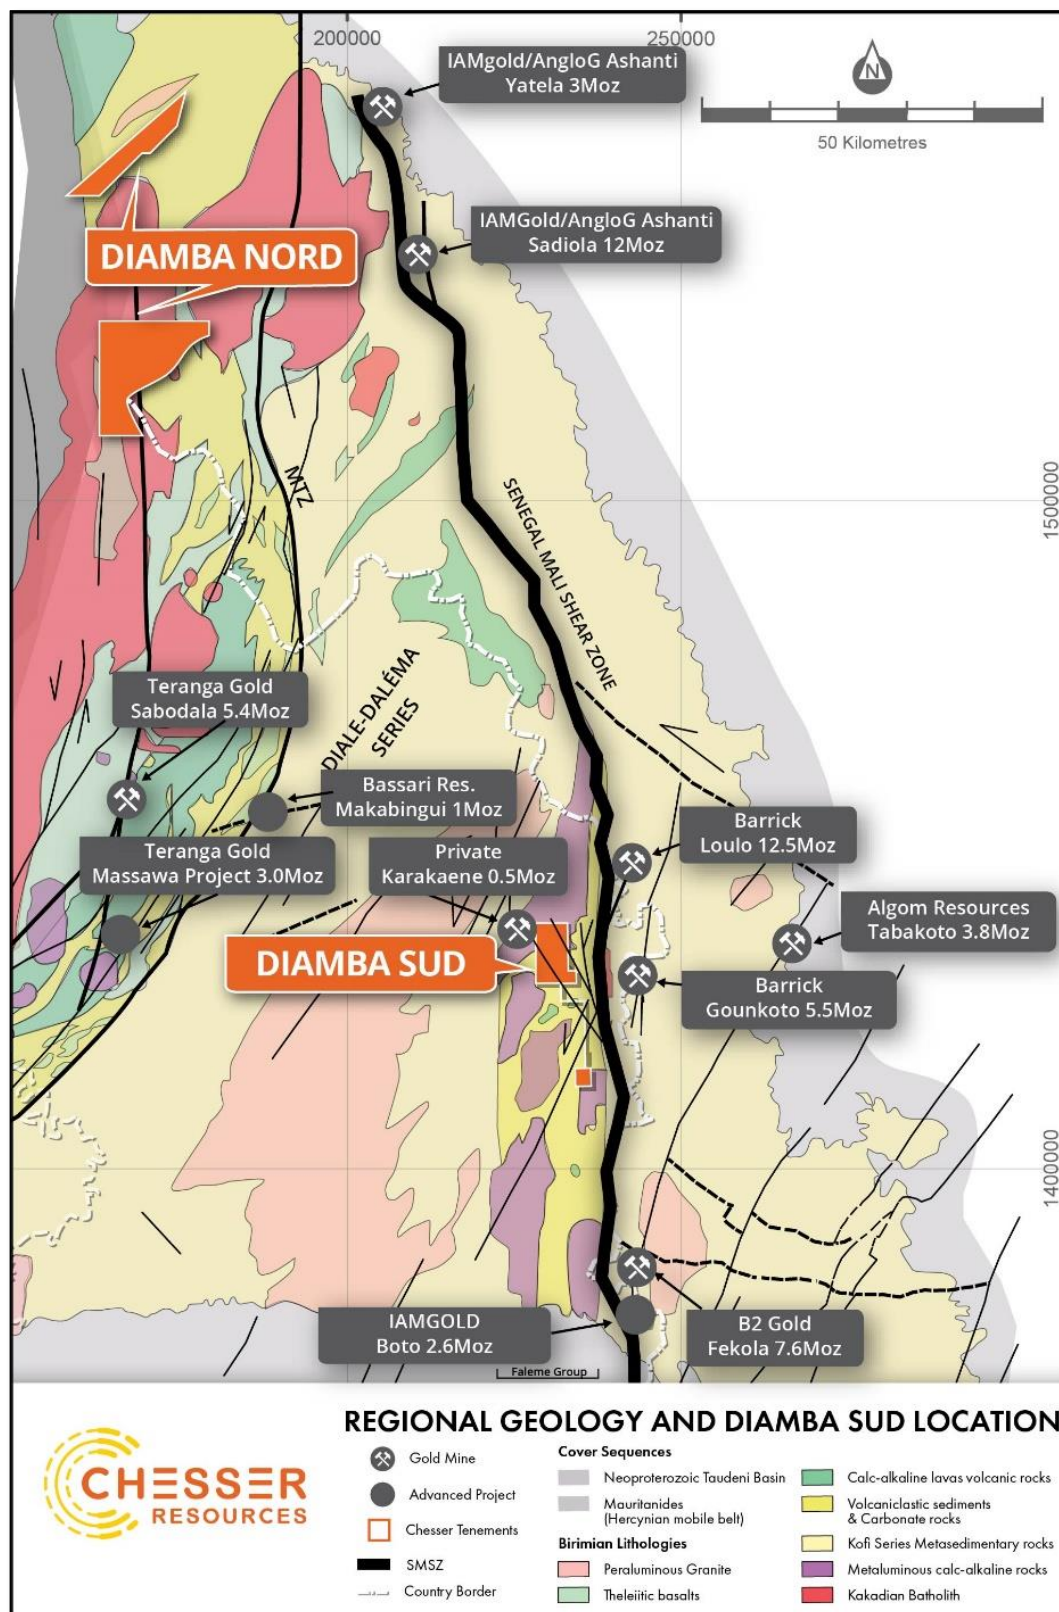 200000
250000
IAMgold/AngloG Ashanti
Yatela 3Moz
N
50 Kilometres
IAMGold/AngloG Ashanti
Sadiola 12Moz
DIAMBA NORD
MTZ
1500000
SENEGAL MALI SHEAR ZONE
DIALE-DALÉMA
SERIES
Teranga Gold
Sabodala 5.4Moz
Bassari Res.
Makabingui 1Moz
Teranga Gold
Massawa Project 3.0Moz
Private
Karakaene 0.5Moz
Barrick
Loulo 12.5Moz
Algom Resources
Tabakoto 3.8Moz
DIAMBA SUD
Barrick
Gounkoto 5.5Moz
1400000
IAMGOLD
Boto 2.6Moz
B2 Gold
Fekola 7.6Moz
Faleme Group
REGIONAL GEOLOGY AND DIAMBA SUD LOCATION
CHESSER
RESOURCES
Gold Mine
Advanced Project
Chesser Tenements
SMSZ
Country Border
Cover Sequences
Neoproterozoic Taudeni Basin
Mauritanides
(Hercynian mobile belt)
Birimian Lithologies
Peraluminous Granite
Theleiitic basalts
Calc-alkaline lavas volcanic rocks
Volcaniclastic sediments
& Carbonate rocks
Kofi Series Metasedimentary rocks
Metaluminous calc-alkaline rocks
Kakadian Batholith